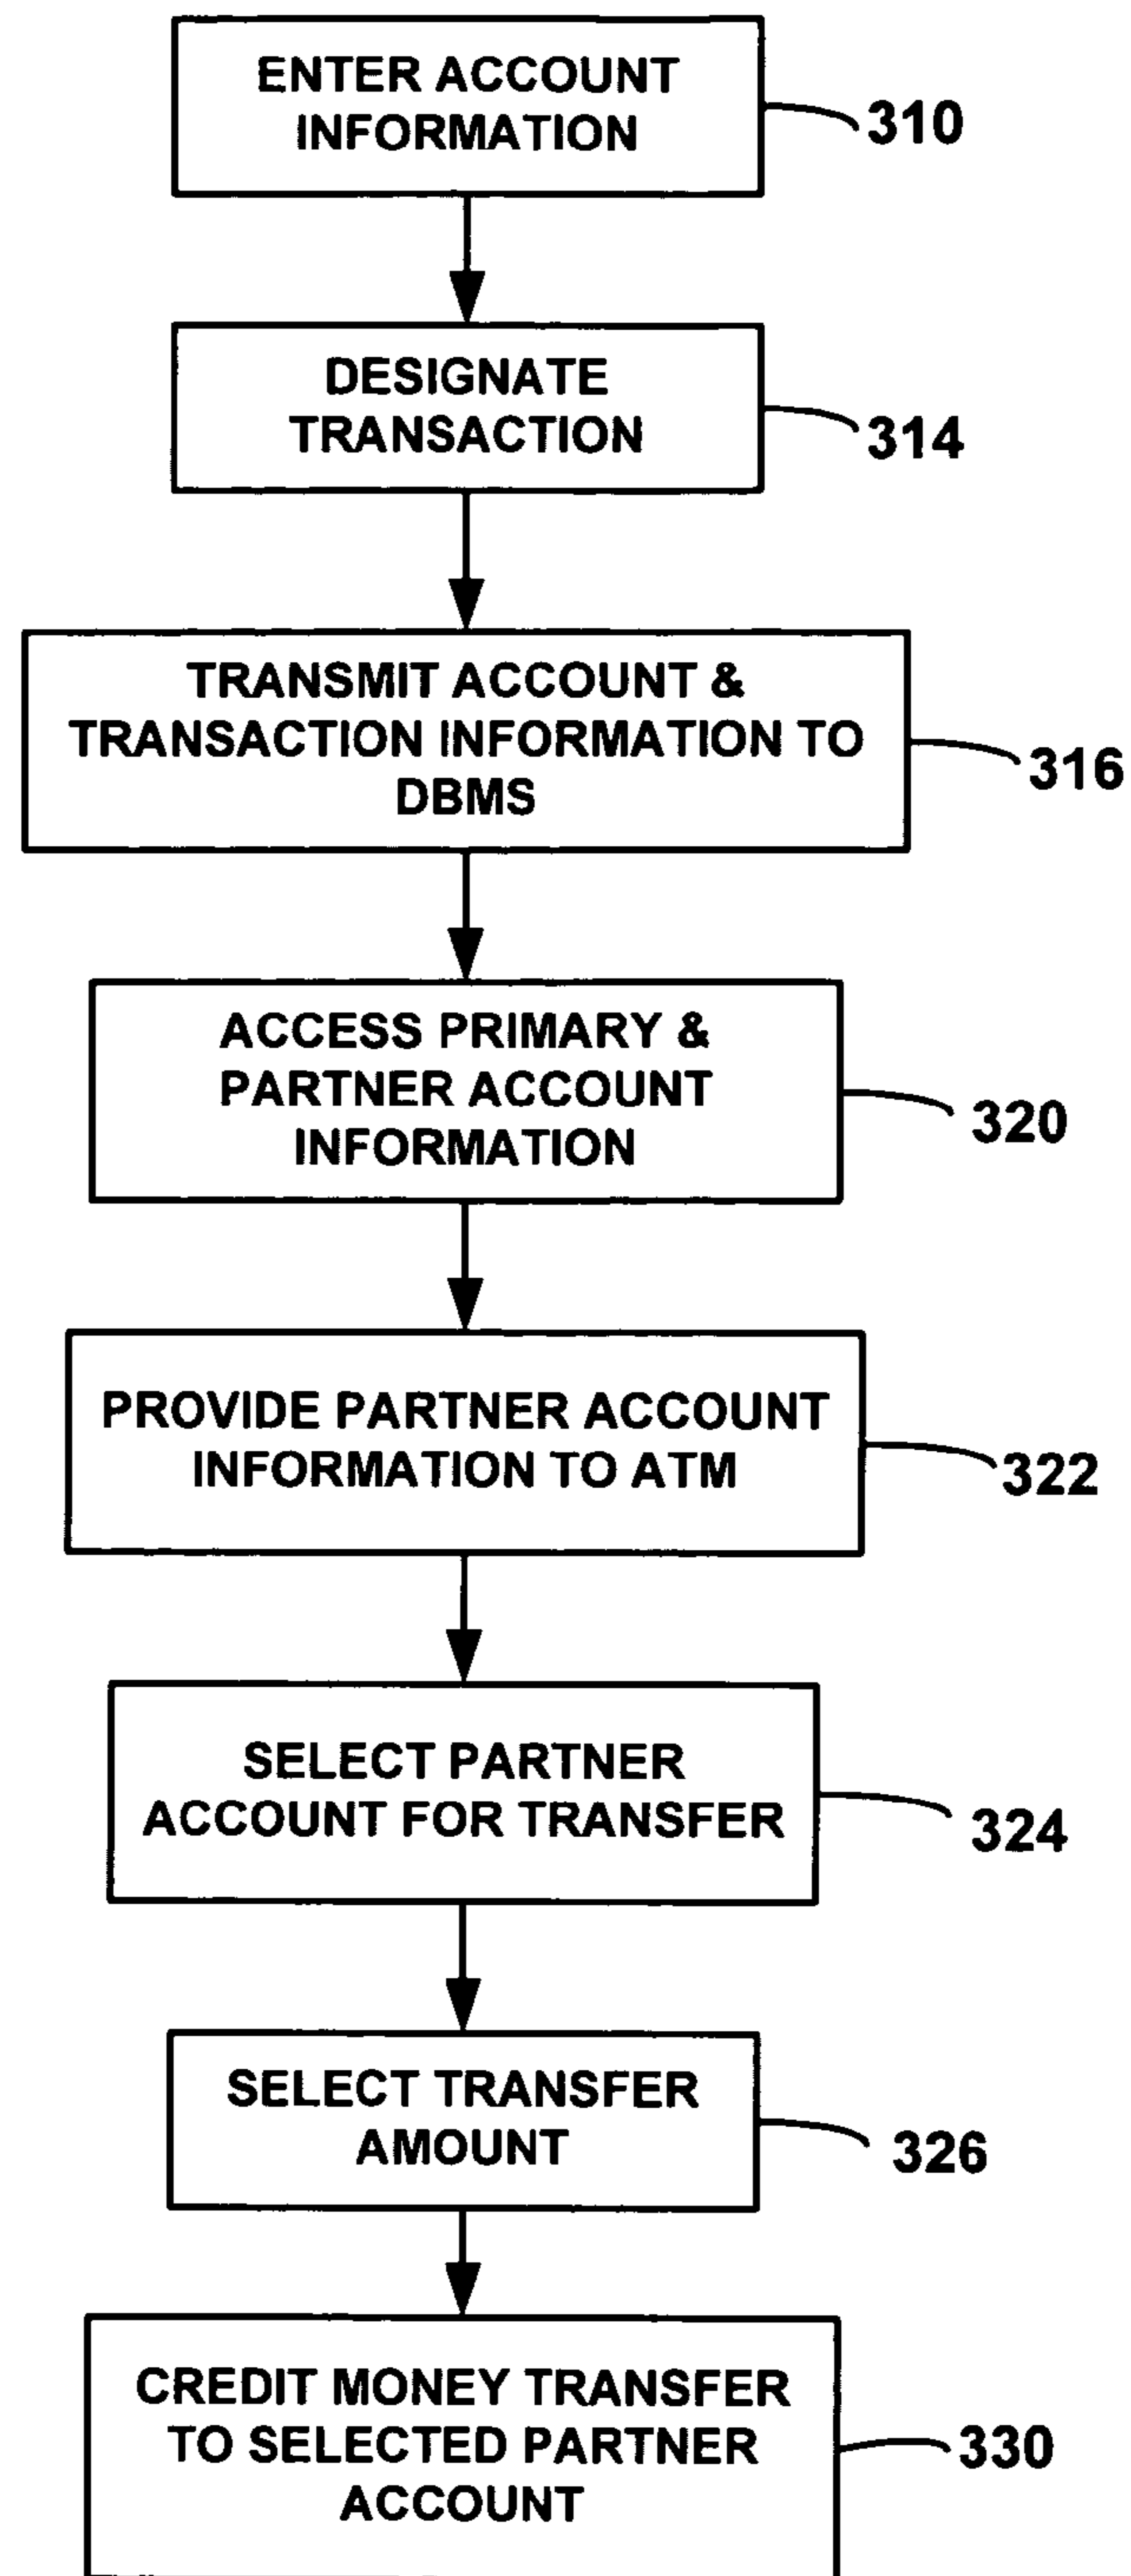 ENTER ACCOUNT
INFORMATION
310
DESIGNATE
TRANSACTION
314
TRANSMIT ACCOUNT &
TRANSACTION INFORMATION TO
DBMS
316
ACCESS PRIMARY &
PARTNER ACCOUNT
INFORMATION
320
PROVIDE PARTNER ACCOUNT
INFORMATION TO ATM
322
SELECT PARTNER
ACCOUNT FOR TRANSFER
324
SELECT TRANSFER
AMOUNT
326
CREDIT MONEY TRANSFER
TO SELECTED PARTNER
ACCOUNT
330